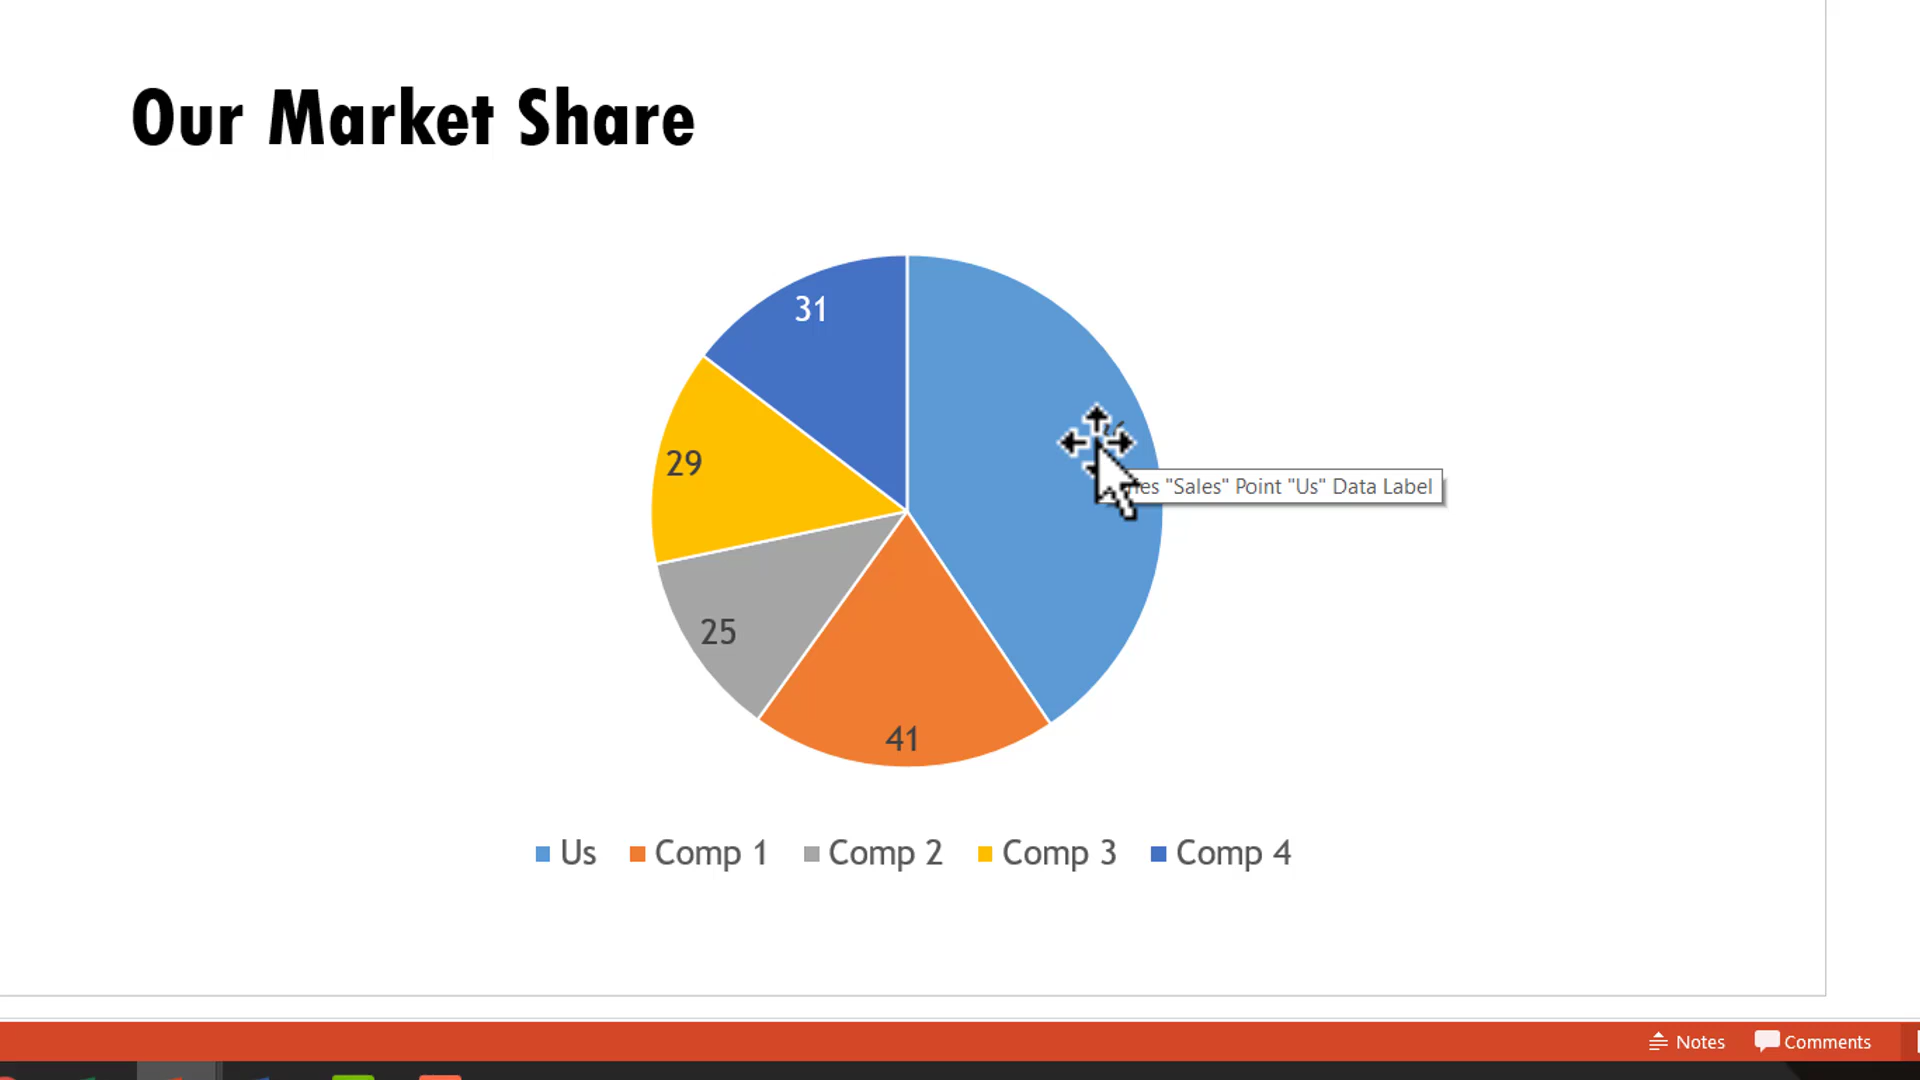 Our Market Share
31
29
25
41
"Sales" Point "Us" Data Label
Us Comp 1 Comp 2 Comp 3 Comp 4
Notes Comments